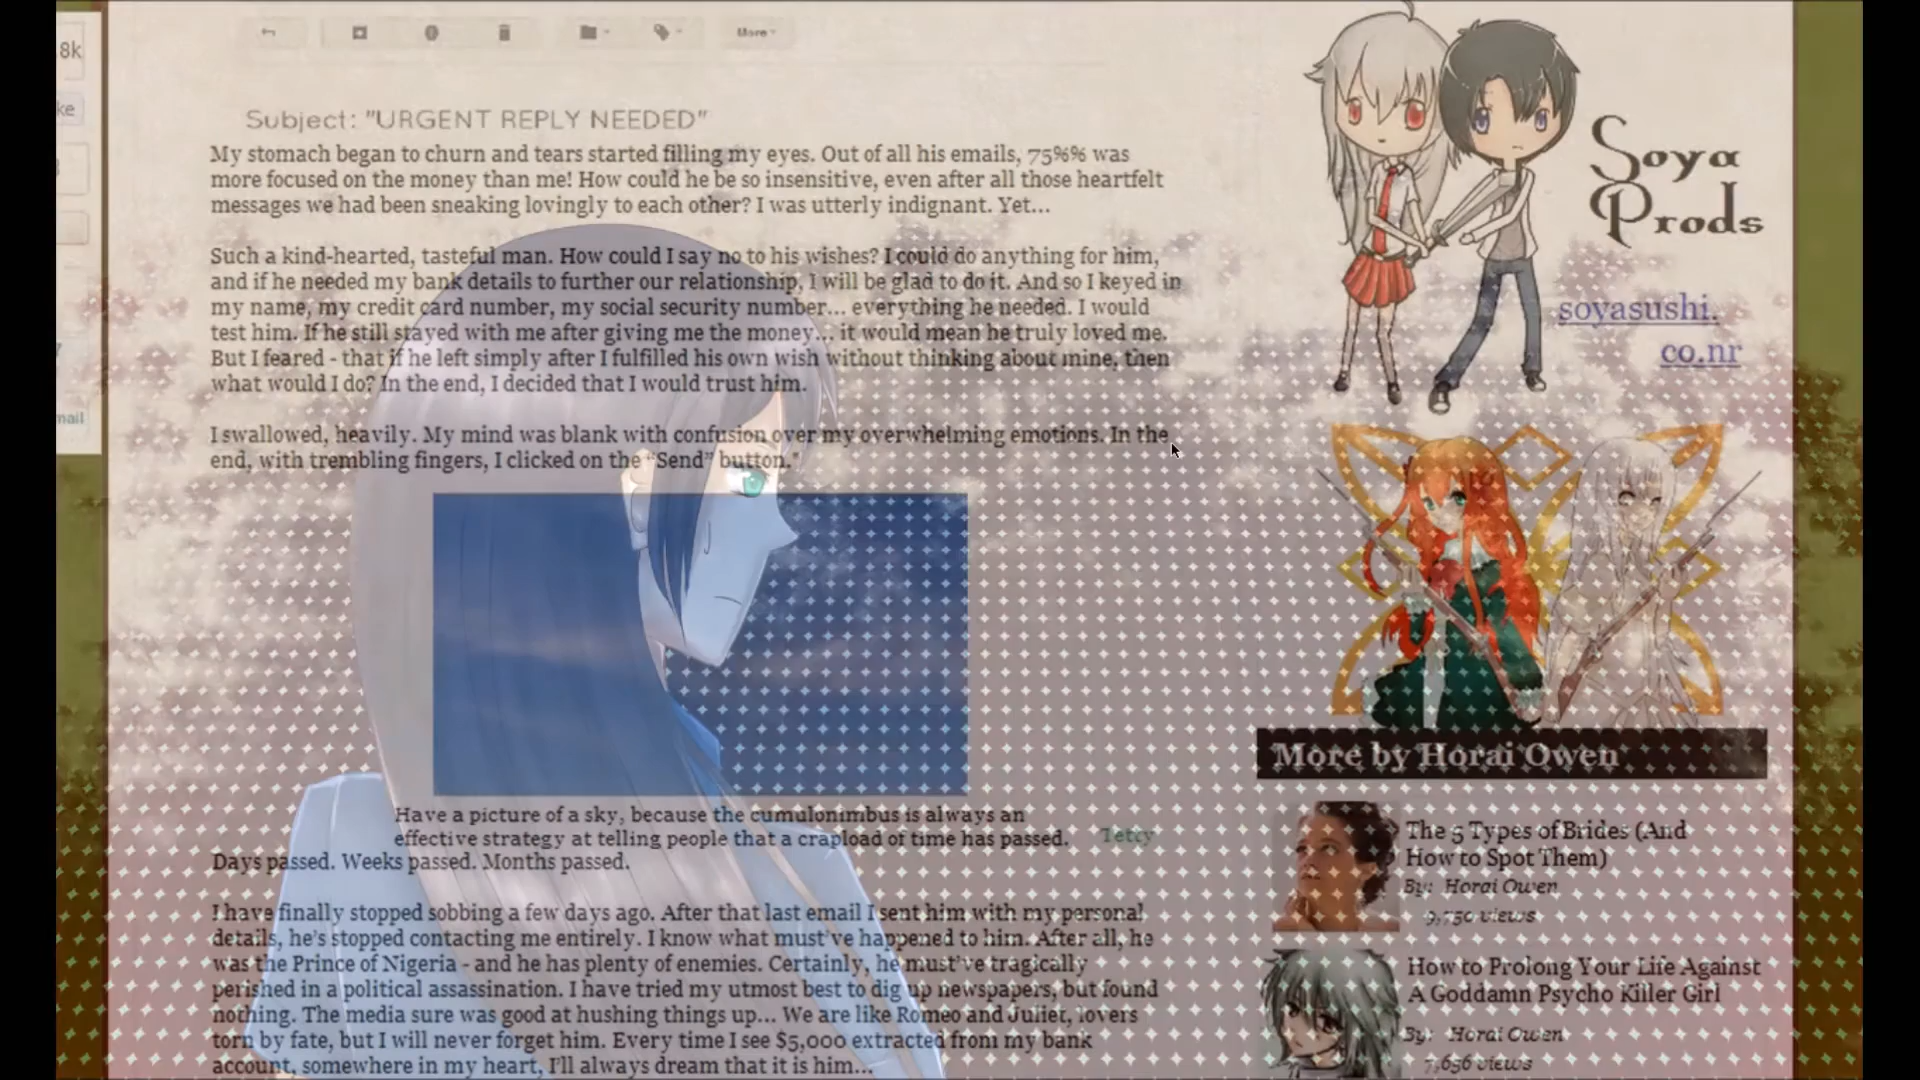 8k
ke
mail
More
Subject: "URGENT REPLY NEEDED"
My stomach began to churn and tears started filling my eyes. Out of all his emails, 75%% was
more focused on the money than me! How could he be so insensitive, even after all those heartfelt
messages we had been sneaking lovingly to each other? I was utterly indignant. Yet...
Such a kind-hearted, tasteful man. How could I say no to his wishes? I could do anything for him,
and if he needed my bank details to further our relationship, I will be glad to do it. And so I keyed in
my name, my credit card number, my social security number... everything he needed. I would
test him. If he still stayed with me after giving me the money... it would mean he truly loved me.
But I feared - that if he left simply after I fulfilled his own wish without thinking about mine, then
what would I do? In the end, I decided that I would trust him.
I swallowed, heavily. My mind was blank with confusion over my overwhelming emotions. In the
end, with trembling fingers, I clicked on the "Send" button."
Have a picture of a sky, because the cumulonimbus is always an
effective strategy at telling people that a crapload of time has passed.
Tetty
Days passed. Weeks passed. Months passed.
I have finally stopped sobbing a few days ago. After that last email I sent him with my personal
details, he's stopped contacting me entirely. I know what must've happened to him. After all, he
was the Prince of Nigeria - and he has plenty of enemies. Certainly, he must've tragically
perished in a political assassination. I have tried my utmost best to dig up newspapers, but found
nothing. The media sure was good at hushing things up... We are like Romeo and Juliet, lovers
torn by fate, but I will never forget him. Every time I see $5,000 extracted from my bank
account, somewhere in my heart, I'll always dream that it is him...
Soya
Prods
soyasushi.
co.nr
More by Horai Owen
The 5 Types of Brides (And
How to Spot Them)
By: Horai Owen
9,750 views
How to Prolong Your Life Against
A Goddamn Psycho Killer Girl
By: Horai Owen
7,656 views